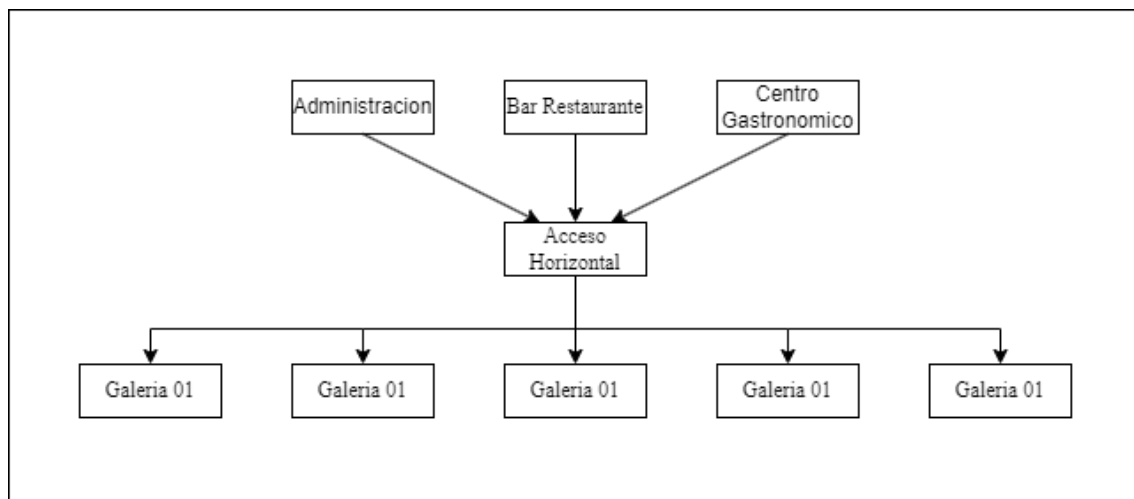 Administracion
Bar Restaurante
Centro
Gastronomico
Acceso
Horizontal
Galeria 01
Galeria 01
Galeria 01
Galeria 01
Galeria 01